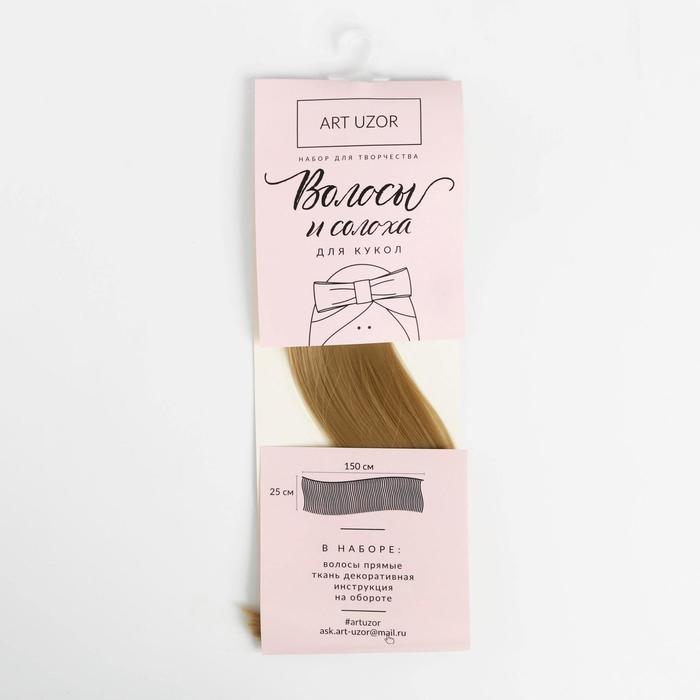 ART UZOR
НАБОР ДЛЯ ТВОРЧЕСТВА
Волосы
и солоха
ДЛЯ КУКОЛ
150 см
25 см
В НАБОРЕ:
волосы прямые
ткань декоративная
инструкция
на обороте
#artuzor
ask.art-uzor@mail.ru